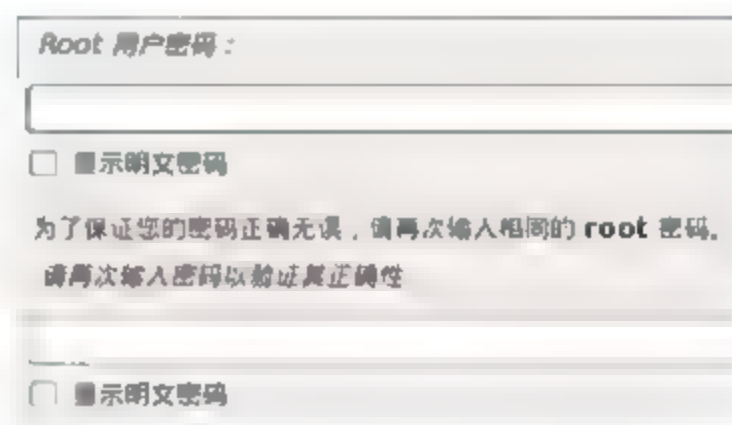 Root 用户密码：
显示明文密码
为了保证您的密码正确无误，请再次输入相同的 root 密码。
请再次输入密码以验证其正确性
显示明文密码